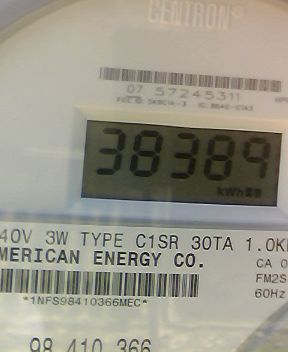 CENTRON®
07 57245311
38389
kWh
40V 3W TYPE C1SR 30TA 1.0K
MERICAN ENERGY CO.
CA 0
FM2S
*1NFS98410366MEC*
60Hz
98 410 366